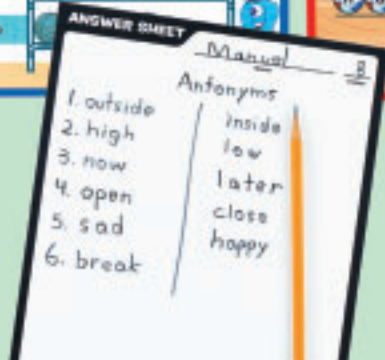 ANSWER SHEET
Manuel
8
Antonyms
1. outside inside
2. high low
3. now later
4. open close
5. sad happy
6. break